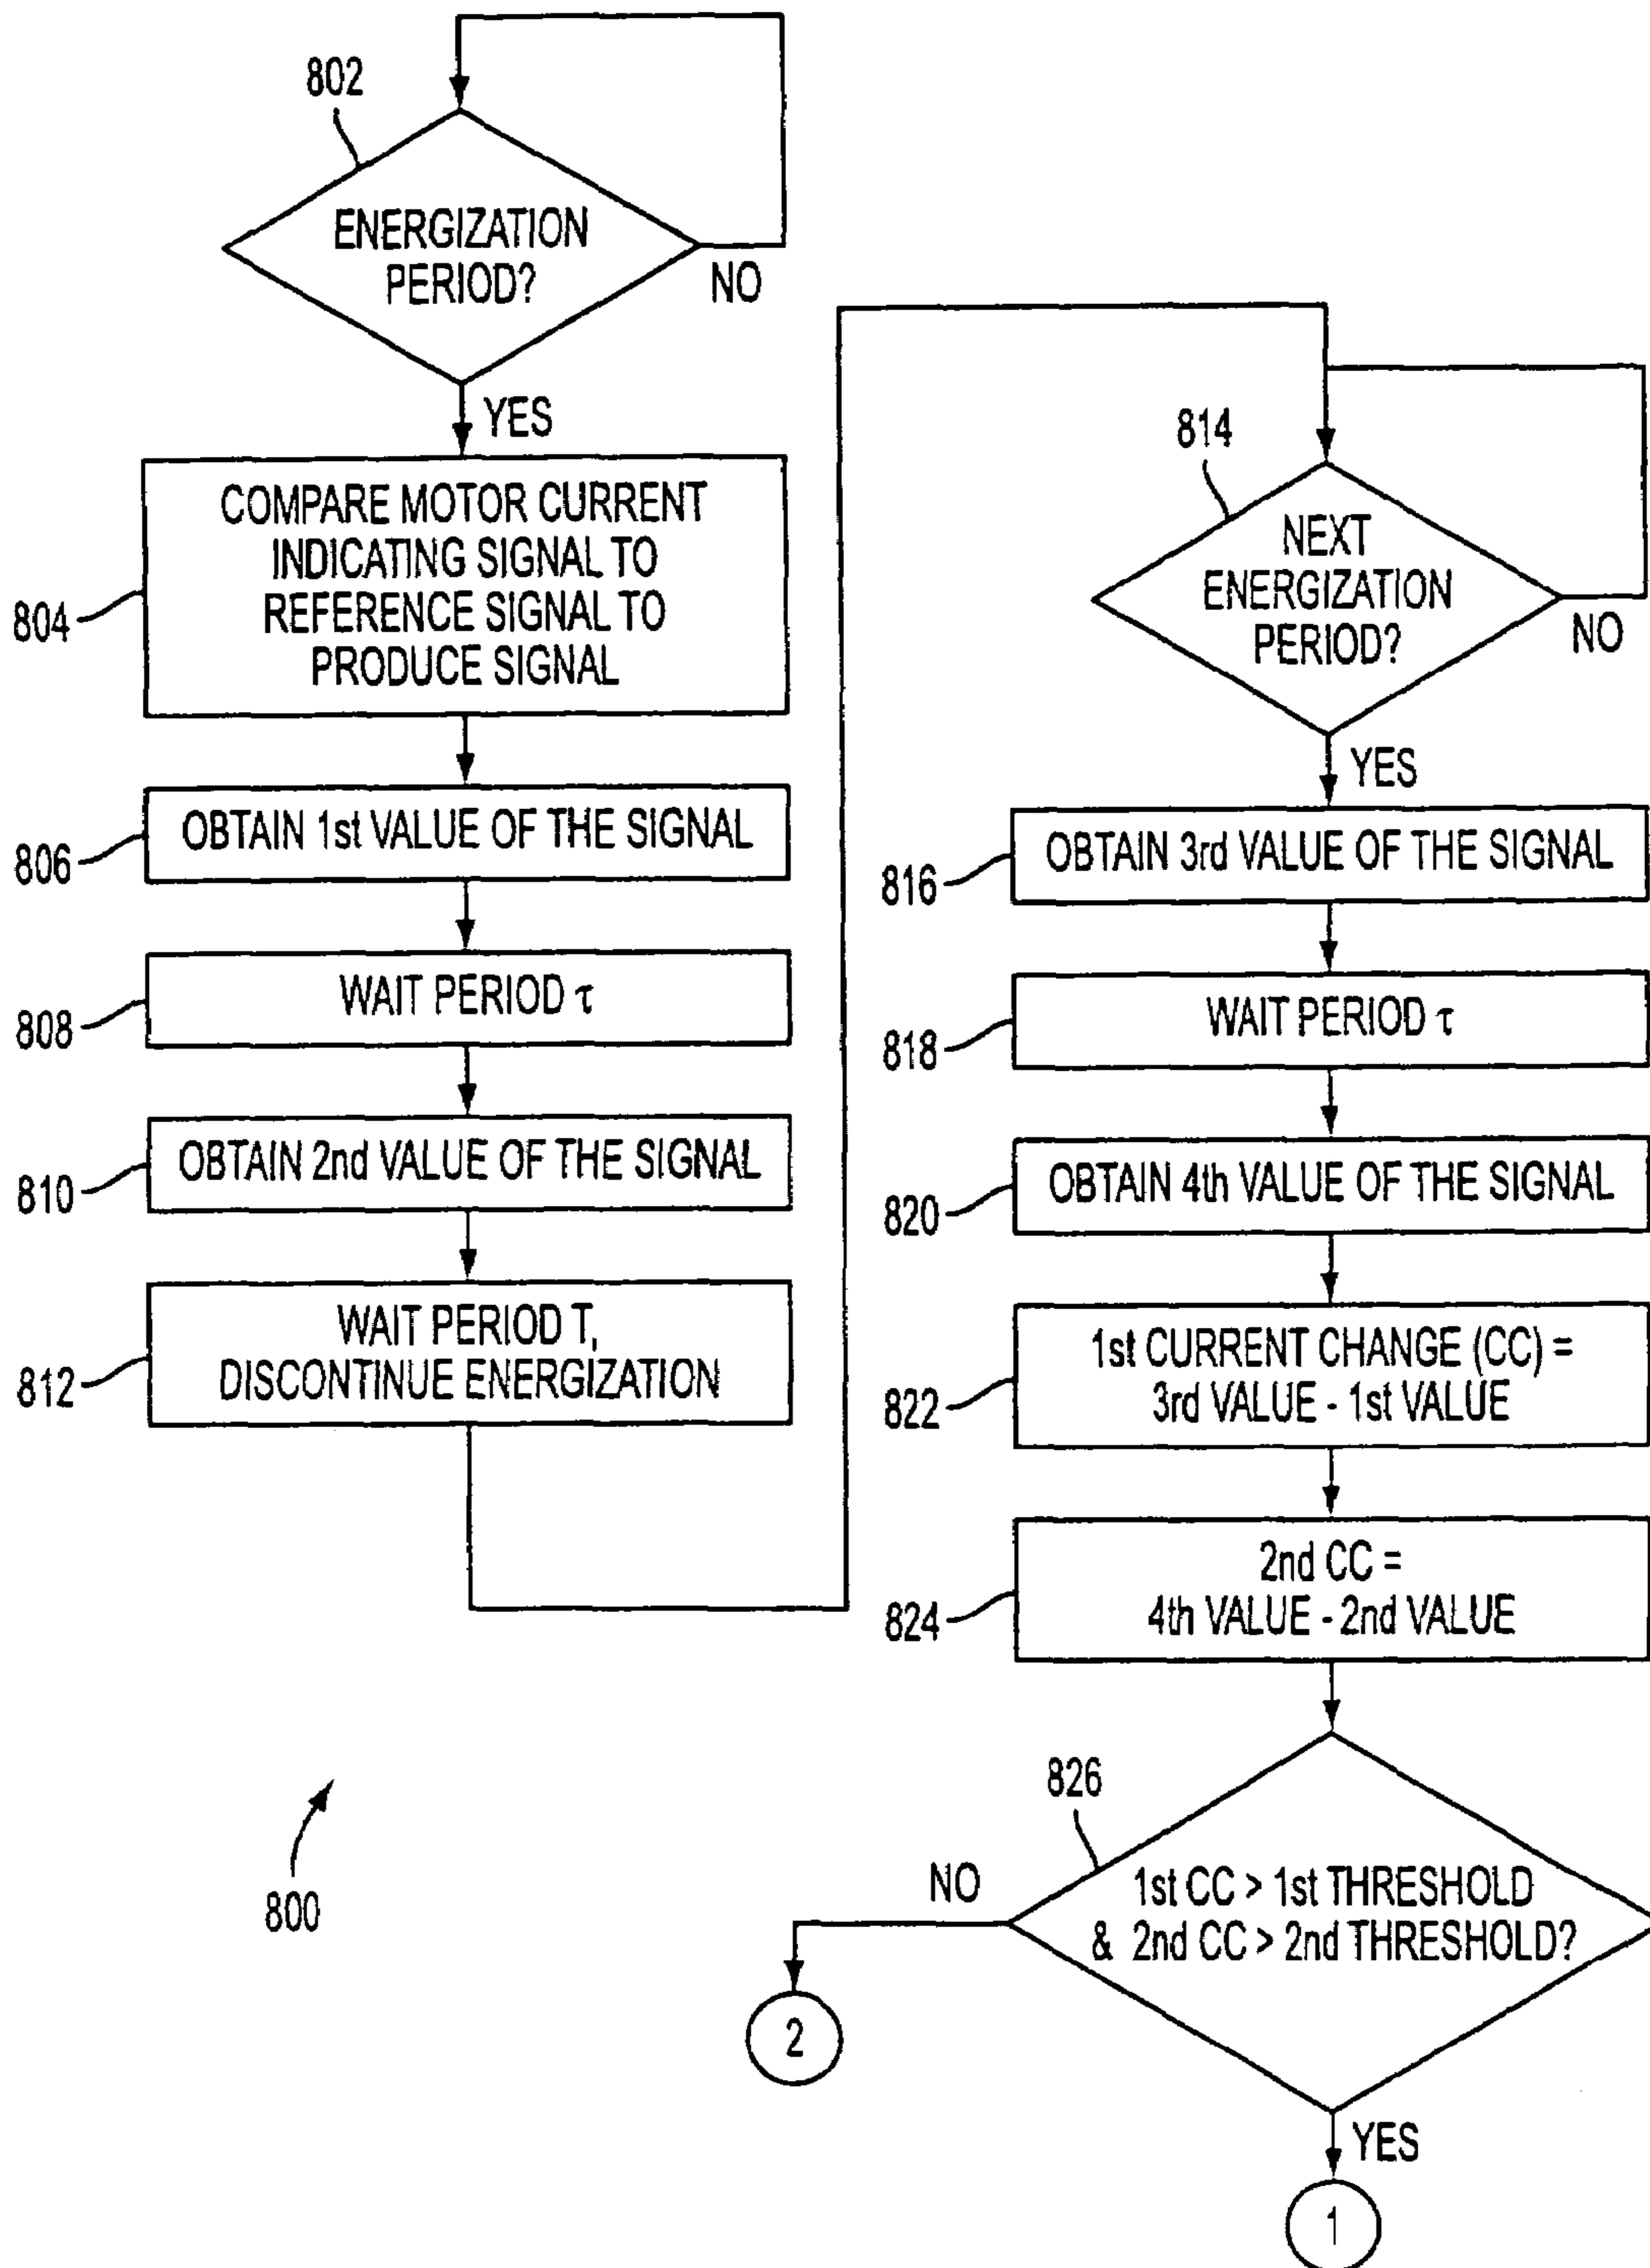 802
ENERGIZATION
PERIOD?
NO
YES
804
COMPARE MOTOR CURRENT
INDICATING SIGNAL TO
REFERENCE SIGNAL TO
PRODUCE SIGNAL
806
OBTAIN 1st VALUE OF THE SIGNAL
808
WAIT PERIOD τ
810
OBTAIN 2nd VALUE OF THE SIGNAL
812
WAIT PERIOD T,
DISCONTINUE ENERGIZATION
814
NEXT
ENERGIZATION
PERIOD?
NO
YES
816
OBTAIN 3rd VALUE OF THE SIGNAL
818
WAIT PERIOD τ
820
OBTAIN 4th VALUE OF THE SIGNAL
822
1st CURRENT CHANGE (CC) =
3rd VALUE - 1st VALUE
824
2nd CC =
4th VALUE - 2nd VALUE
826
1st CC > 1st THRESHOLD
& 2nd CC > 2nd THRESHOLD?
NO
2
YES
1
800